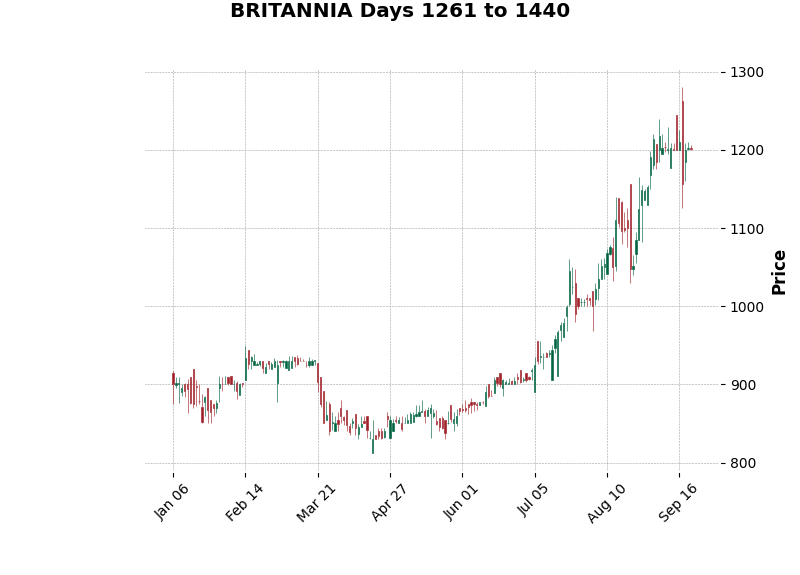 BRITANNIA Days 1261 to 1440
1300
1200
1100
1000
900
800
Price
Jan 06
Feb 14
Mar 21
Apr 27
Jun 01
Jul 05
Aug 10
Sep 16